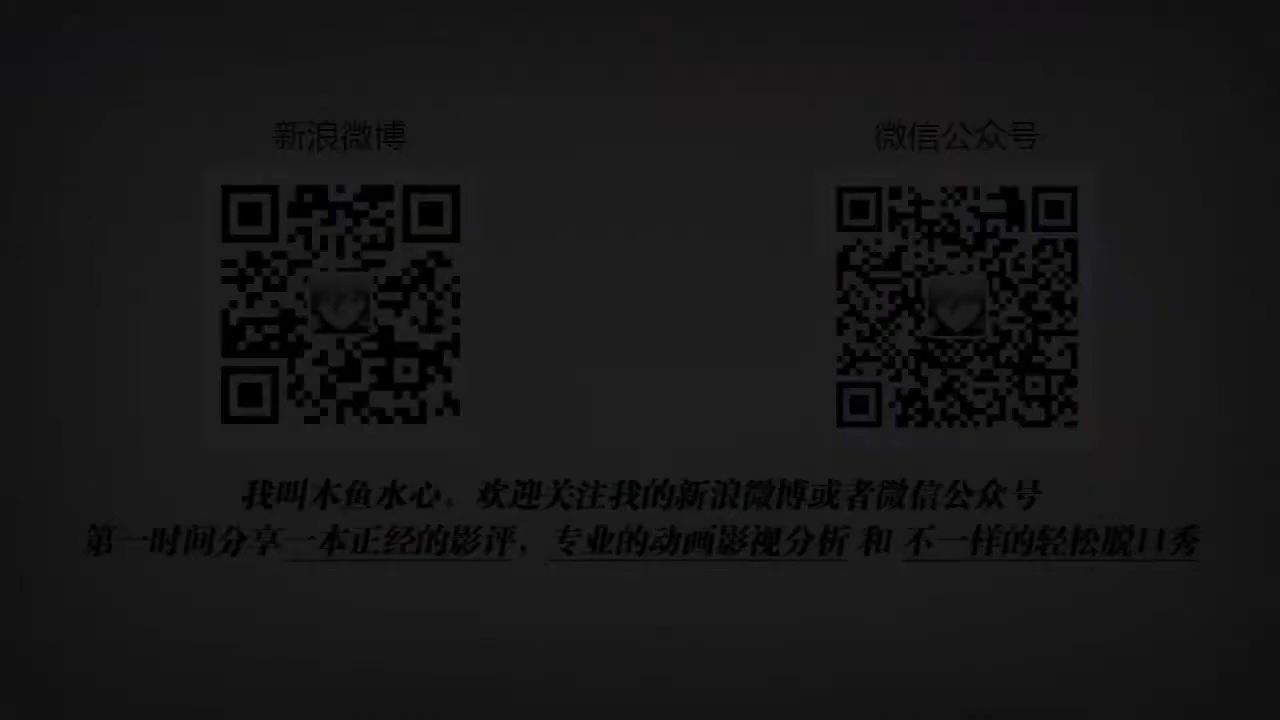 新浪微博
微信公众号
我叫木鱼水心，欢迎关注我的新浪微博或者微信公众号
第一时间分享一本正经的影评，专业的动画影视分析 和 不一样的轻松脱口秀